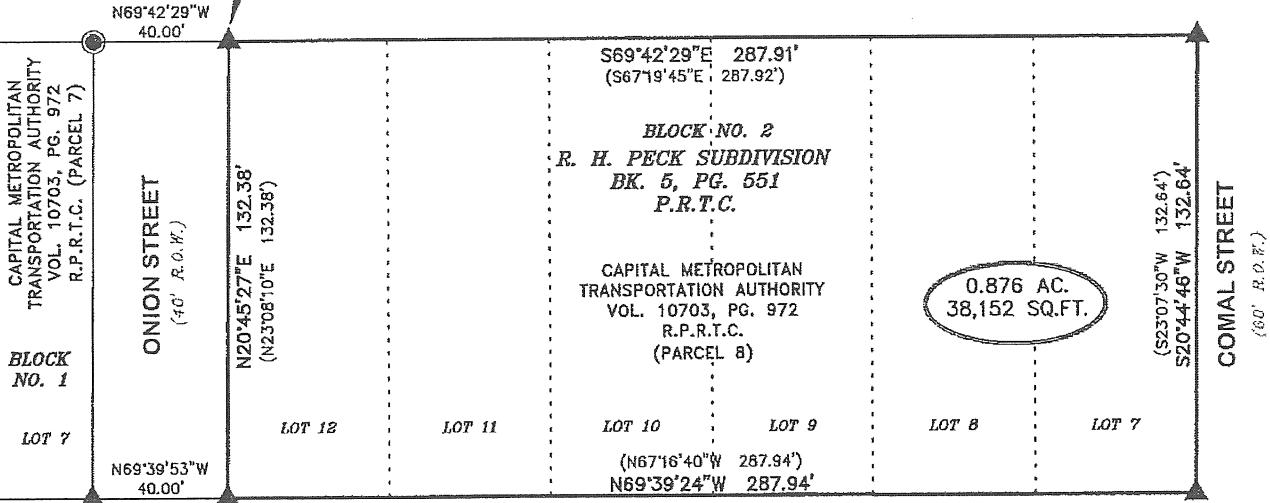 N69°42'29"W
40.00'
CAPITAL METROPOLITAN
TRANSPORTATION AUTHORITY
VOL. 10703, PG. 972
R.P.R.T.C. (PARCEL 7)
BLOCK
NO. 1
LOT 7
ONION STREET
(40' R.O.W.)
N69°39'53"W
40.00'
N20°45'27"E 132.38'
(N23°08'10"E 132.38')
S69°42'29"E 287.91'
(S67°19'45"E 287.92')
BLOCK NO. 2
R. H. PECK SUBDIVISION
BK. 5, PG. 551
P.R.T.C.
CAPITAL METROPOLITAN
TRANSPORTATION AUTHORITY
VOL. 10703, PG. 972
R.P.R.T.C.
(PARCEL 8)
0.876 AC.
38,152 SQ.FT.
LOT 12
LOT 11
LOT 10
LOT 9
LOT 8
LOT 7
(N67°16'40"W 287.94')
N69°39'24"W 287.94'
(S23°07'30"W 132.64')
S20°44'46"W 132.64'
COMAL STREET
(60' R.O.W.)